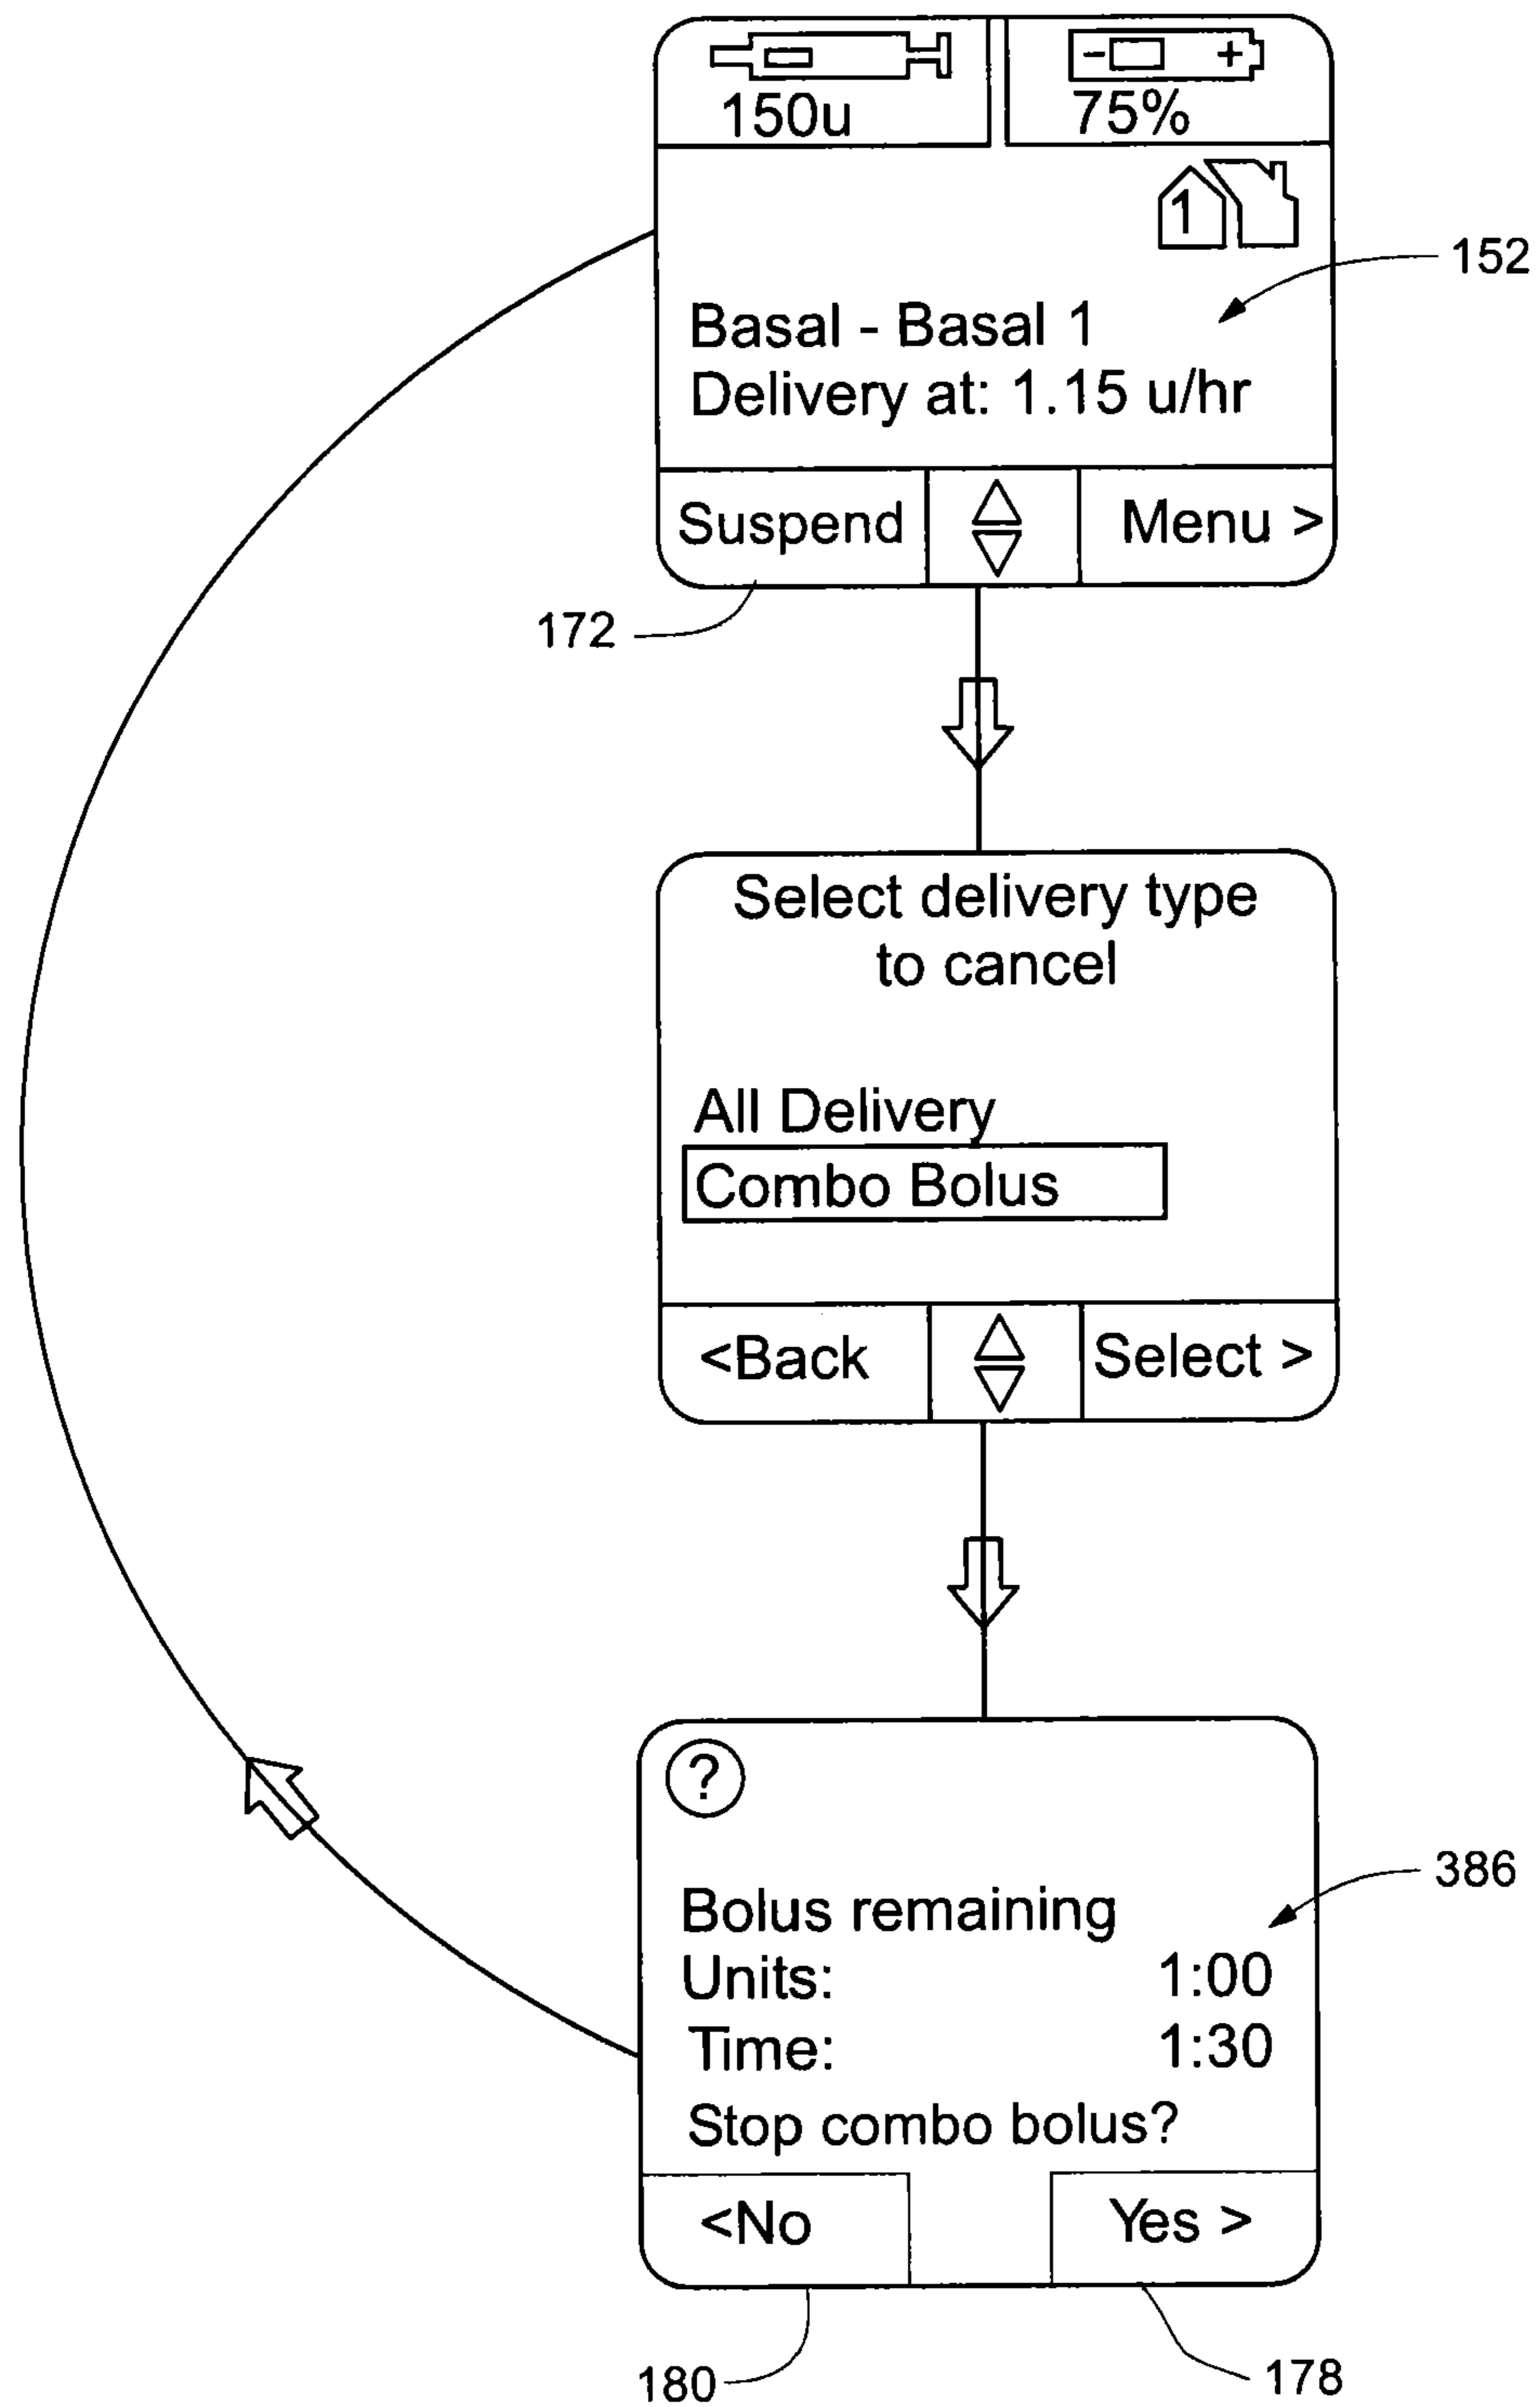 - +
150u 75%
1
152
Basal - Basal 1
Delivery at: 1.15 u/hr
Suspend Menu >
172
Select delivery type
to cancel
All Delivery
Combo Bolus
<Back Select >
?
386
Bolus remaining
Units: 1:00
Time: 1:30
Stop combo bolus?
<No Yes >
180 178